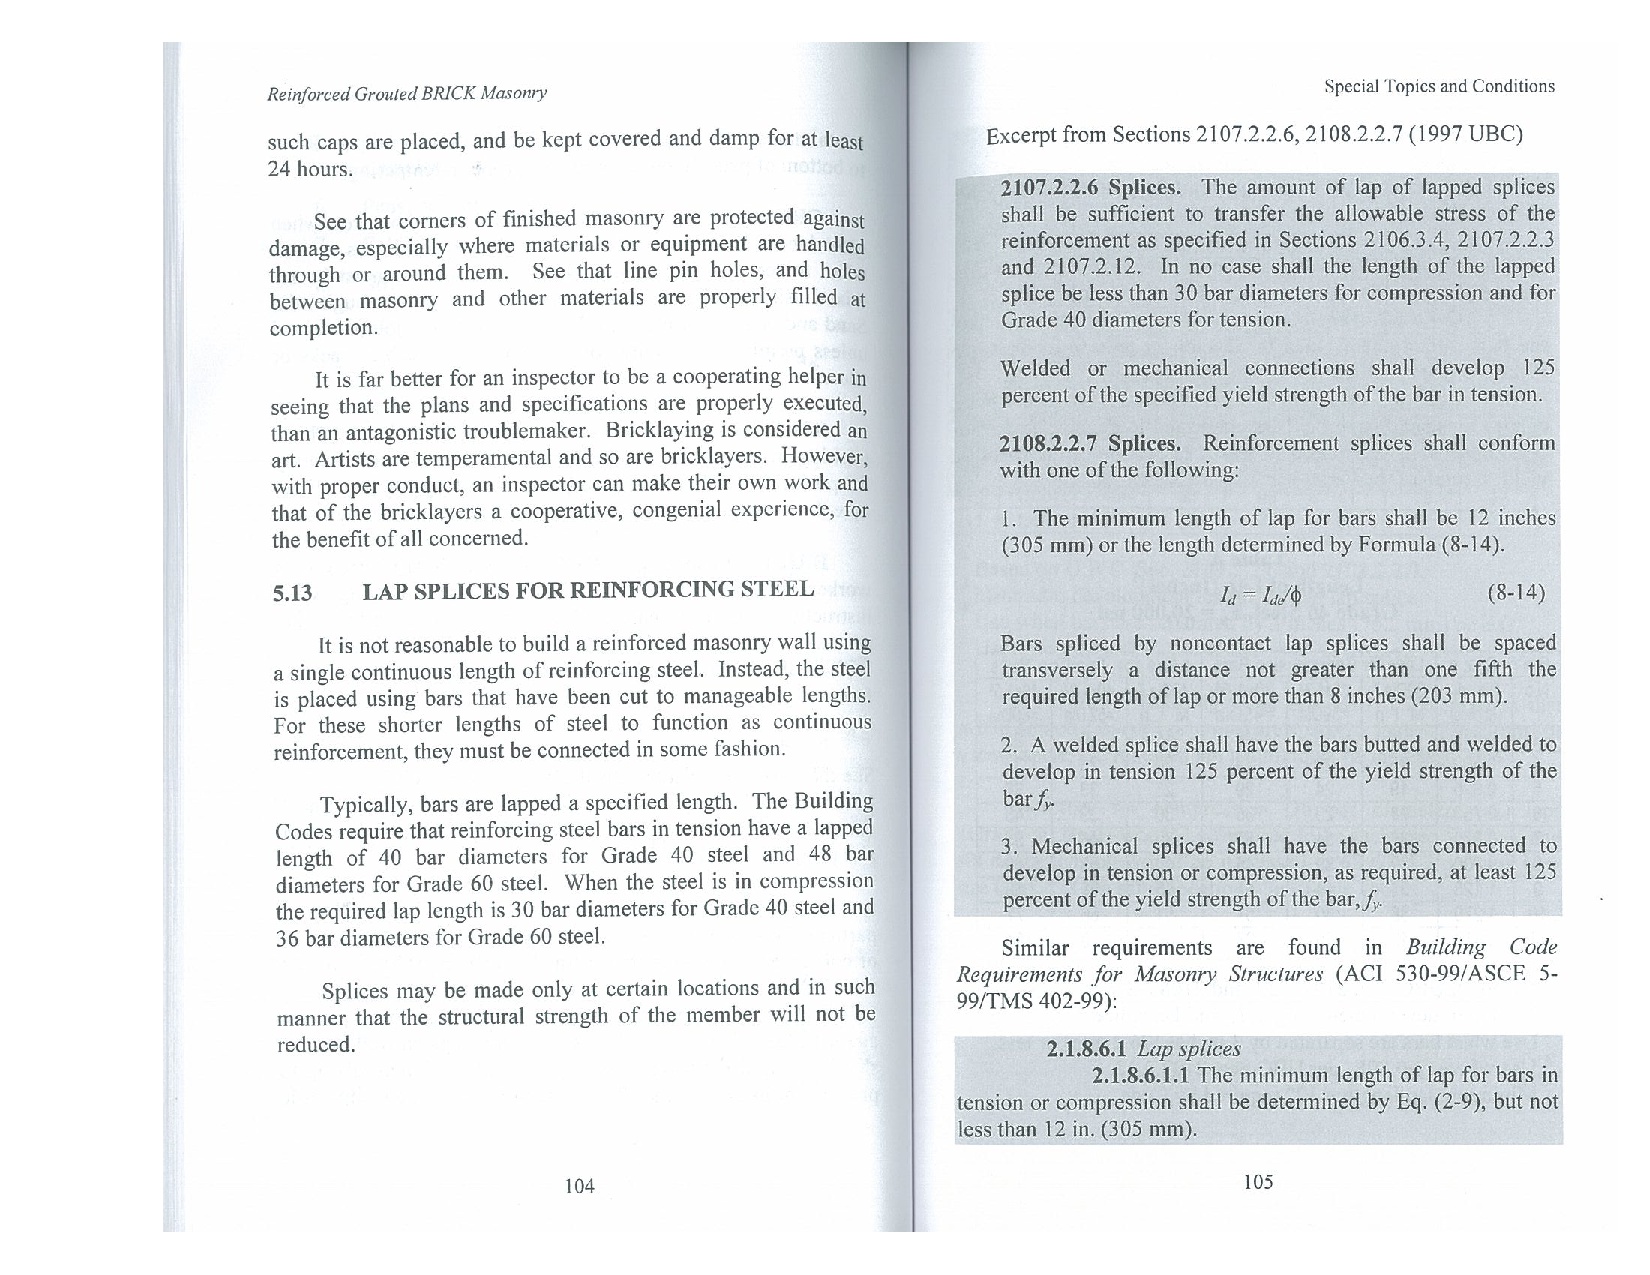 Reinforced Grouted BRICK Masonry
such caps are placed, and be kept covered and damp for at least
24 hours.
See that corners of finished masonry are protected against
damage, especially where materials or equipment are handled
through or around them. See that line pin holes, and holes
between masonry and other materials are properly filled at
completion.
It is far better for an inspector to be a cooperating helper in
seeing that the plans and specifications are properly executed,
than an antagonistic troublemaker. Bricklaying is considered an
art. Artists are temperamental and so are bricklayers. However,
with proper conduct, an inspector can make their own work and
that of the bricklayers a cooperative, congenial experience, for
the benefit of all concerned.
5.13 LAP SPLICES FOR REINFORCING STEEL
It is not reasonable to build a reinforced masonry wall using
a single continuous length of reinforcing steel. Instead, the steel
is placed using bars that have been cut to manageable lengths.
For these shorter lengths of steel to function as continuous
reinforcement, they must be connected in some fashion.
Typically, bars are lapped a specified length. The Building
Codes require that reinforcing steel bars in tension have a lapped
length of 40 bar diameters for Grade 40 steel and 48 bar
diameters for Grade 60 steel. When the steel is in compression
the required lap length is 30 bar diameters for Grade 40 steel and
36 bar diameters for Grade 60 steel.
Splices may be made only at certain locations and in such
manner that the structural strength of the member will not be
reduced.
104
Special Topics and Conditions
Excerpt from Sections 2107.2.2.6, 2108.2.2.7 (1997 UBC)
2107.2.2.6 Splices. The amount of lap of lapped splices
shall be sufficient to transfer the allowable stress of the
reinforcement as specified in Sections 2106.3.4, 2107.2.2.3
and 2107.2.12. In no case shall the length of the lapped
splice be less than 30 bar diameters for compression and for
Grade 40 diameters for tension.
Welded or mechanical connections shall develop 125
percent of the specified yield strength of the bar in tension.
2108.2.2.7 Splices. Reinforcement splices shall conform
with one of the following:
1. The minimum length of lap for bars shall be 12 inches
(305 mm) or the length determined by Formula (8-14).
I_d = I_de/ϕ (8-14)
Bars spliced by noncontact lap splices shall be spaced
transversely a distance not greater than one fifth the
required length of lap or more than 8 inches (203 mm).
2. A welded splice shall have the bars butted and welded to
develop in tension 125 percent of the yield strength of the
bar f_y.
3. Mechanical splices shall have the bars connected to
develop in tension or compression, as required, at least 125
percent of the yield strength of the bar, f_y.
Similar requirements are found in Building Code
Requirements for Masonry Structures (ACI 530-99/ASCE 5-
99/TMS 402-99):
2.1.8.6.1 Lap splices
2.1.8.6.1.1 The minimum length of lap for bars in
tension or compression shall be determined by Eq. (2-9), but not
less than 12 in. (305 mm).
105